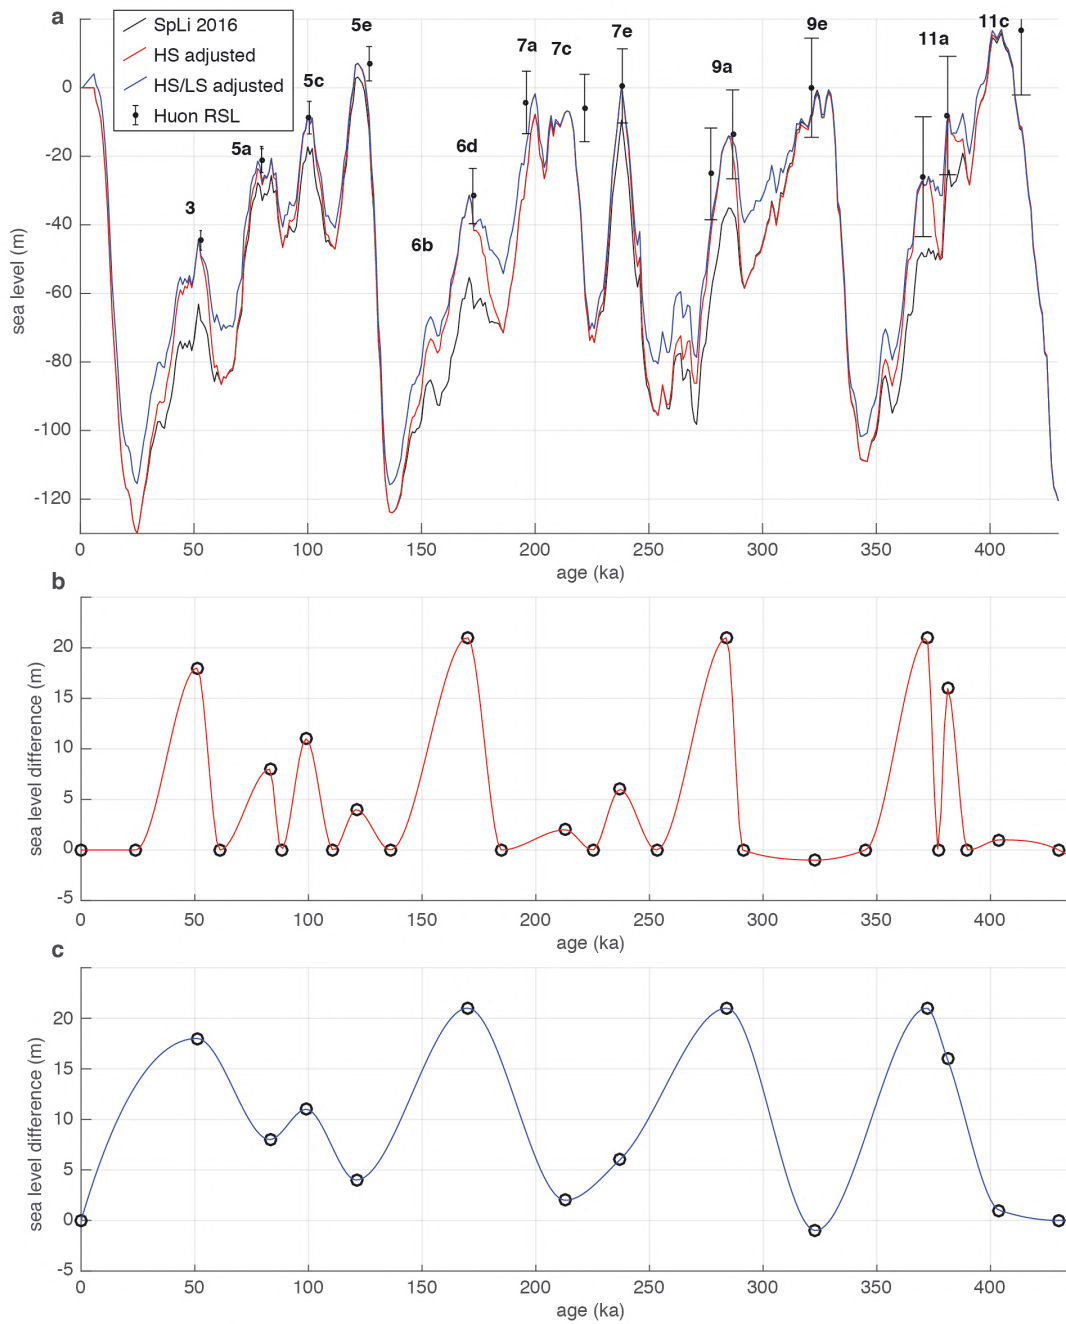 a
SpLi 2016
HS adjusted
HS/LS adjusted
Huon RSL
3
5a
5c
5e
6b
6d
7a
7c
7e
9a
9e
11a
11c
0
-20
-40
-60
-80
-100
-120
sea level (m)
0 50 100 150 200 250 300 350 400
age (ka)
b
20
15
10
5
0
-5
sea level difference (m)
0 50 100 150 200 250 300 350 400
age (ka)
c
20
15
10
5
0
-5
sea level difference (m)
0 50 100 150 200 250 300 350 400
age (ka)